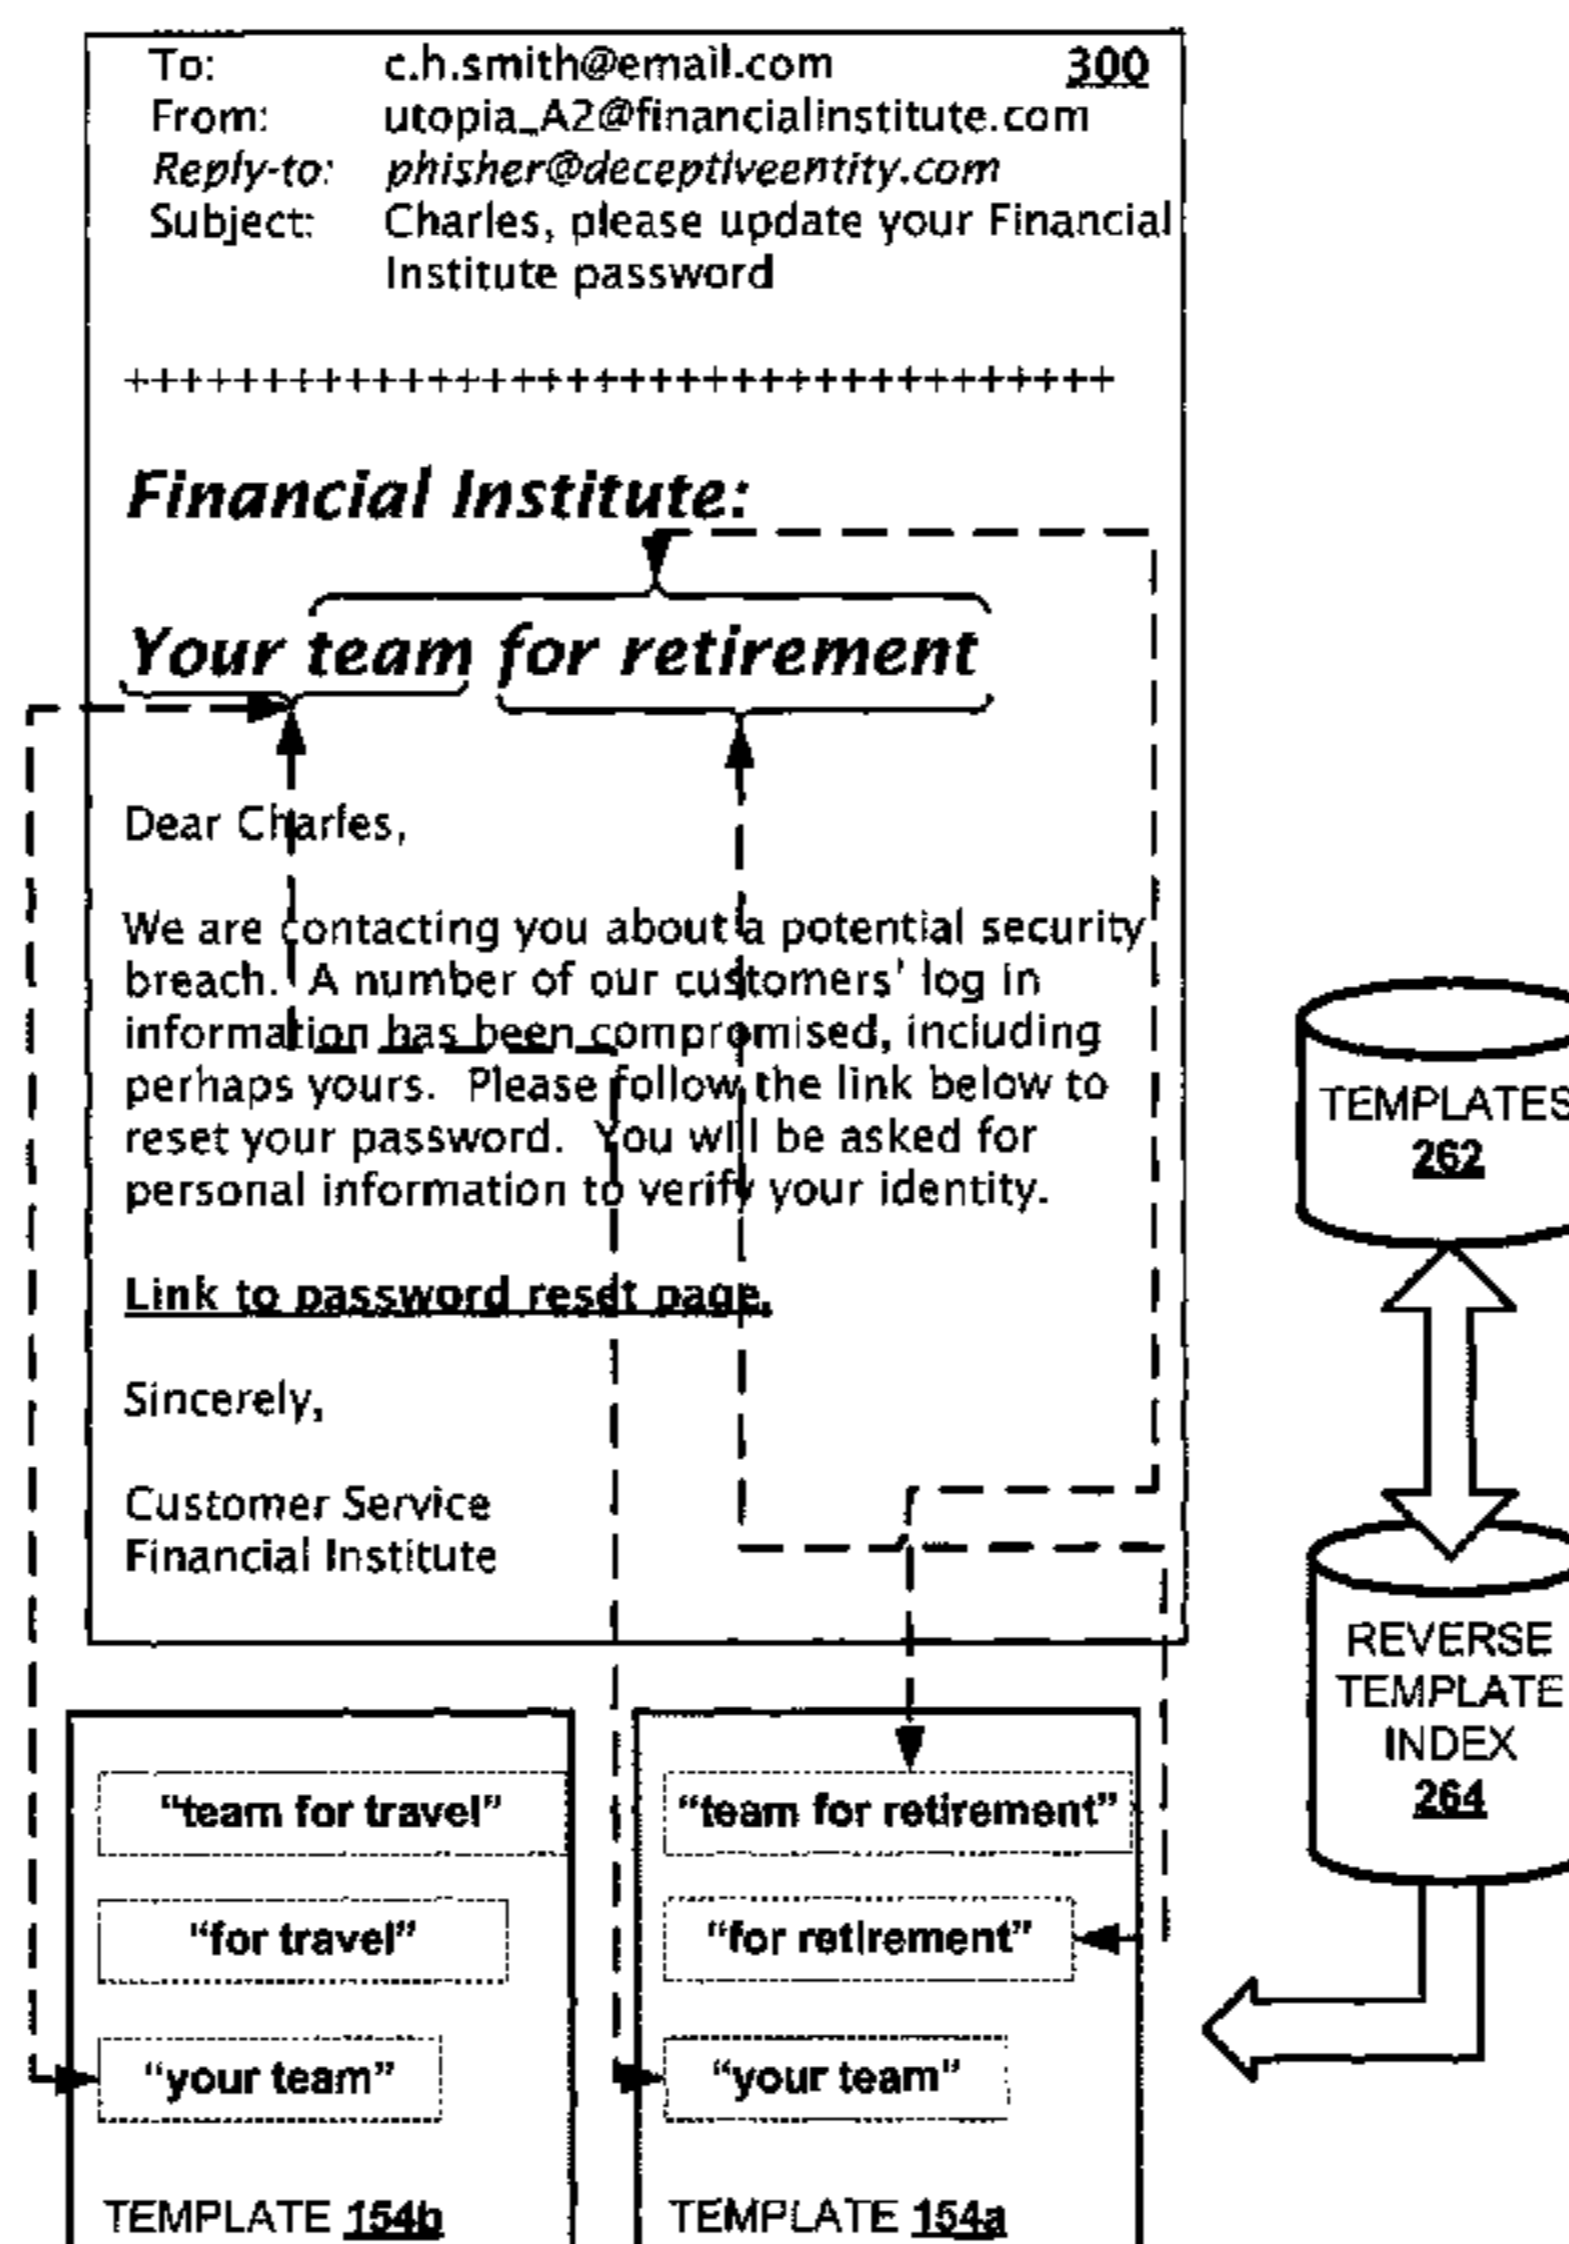 To: c.h.smith@email.com 300
From: utopia_A2@financialinstitute.com
Reply-to: phisher@deceptiveentity.com
Subject: Charles, please update your Financial
Institute password
++++++++++++++++++++++++++++++++++++
Financial Institute:
Your team for retirement
Dear Charles,
We are contacting you about a potential security
breach. A number of our customers' log in
information has been compromised, including
perhaps yours. Please follow the link below to
reset your password. You will be asked for
personal information to verify your identity.
Link to password reset page.
Sincerely,
Customer Service
Financial Institute
TEMPLATES
262
REVERSE
TEMPLATE
INDEX
264
"team for travel"
"for travel"
"your team"
TEMPLATE 154b
"team for retirement"
"for retirement"
"your team"
TEMPLATE 154a